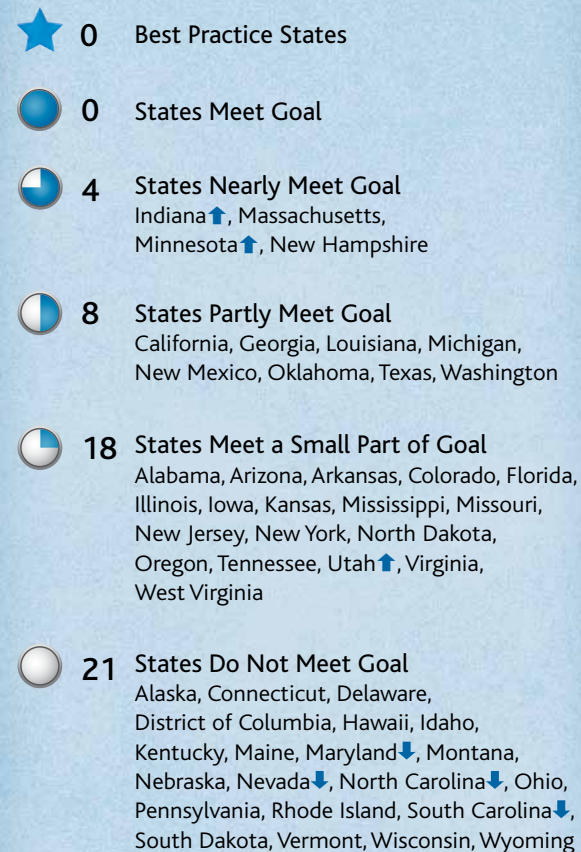 0 Best Practice States
0 States Meet Goal
4 States Nearly Meet Goal
Indiana⬆, Massachusetts,
Minnesota⬆, New Hampshire
8 States Partly Meet Goal
California, Georgia, Louisiana, Michigan,
New Mexico, Oklahoma, Texas, Washington
18 States Meet a Small Part of Goal
Alabama, Arizona, Arkansas, Colorado, Florida,
Illinois, Iowa, Kansas, Mississippi, Missouri,
New Jersey, New York, North Dakota,
Oregon, Tennessee, Utah⬆, Virginia,
West Virginia
21 States Do Not Meet Goal
Alaska, Connecticut, Delaware,
District of Columbia, Hawaii, Idaho,
Kentucky, Maine, Maryland⬇, Montana,
Nebraska, Nevada⬇, North Carolina⬇, Ohio,
Pennsylvania, Rhode Island, South Carolina⬇,
South Dakota, Vermont, Wisconsin, Wyoming